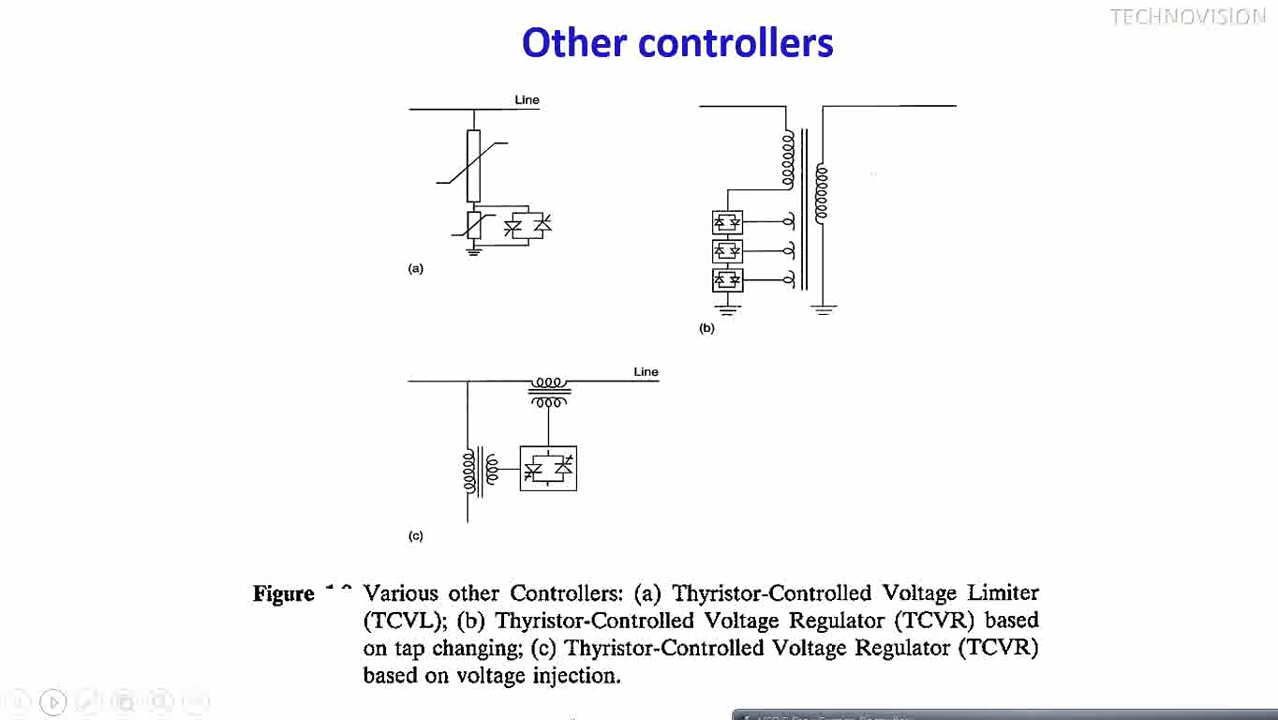 TECHNOVISION
Other controllers
Line
(a)
(b)
Line
(c)
Figure Various other Controllers: (a) Thyristor-Controlled Voltage Limiter
(TCVL); (b) Thyristor-Controlled Voltage Regulator (TCVR) based
on tap changing; (c) Thyristor-Controlled Voltage Regulator (TCVR)
based on voltage injection.